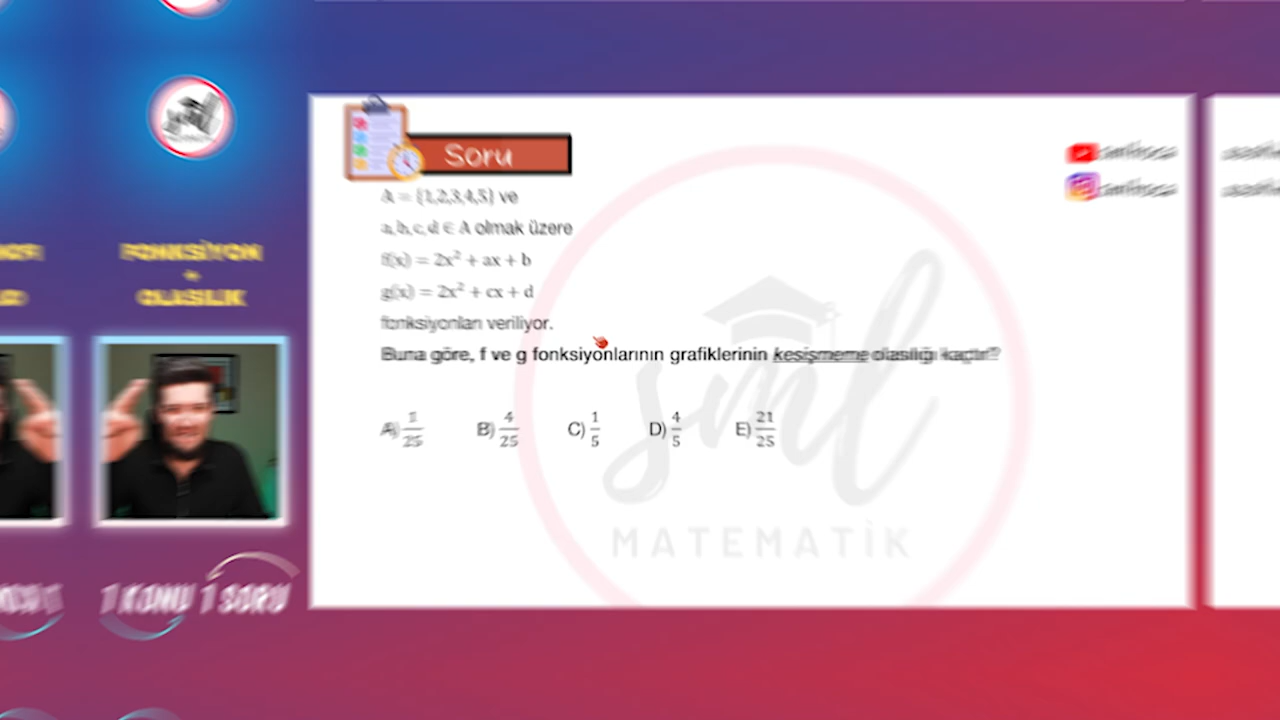 FONKSİYON
+
OLASILIK
1 KONU 1 SORU
Soru
A = {1,2,3,4,5} ve
a,b,c,d ∈ A olmak üzere
f(x) = 2x² + ax + b
g(x) = 2x² + cx + d
fonksiyonları veriliyor.
Buna göre, f ve g fonksiyonlarının grafiklerinin kesişmeme olasılığı kaçtır?
A) 1/25 B) 4/25 C) 1/5 D) 4/5 E) 21/25
sml
MATEMATİK